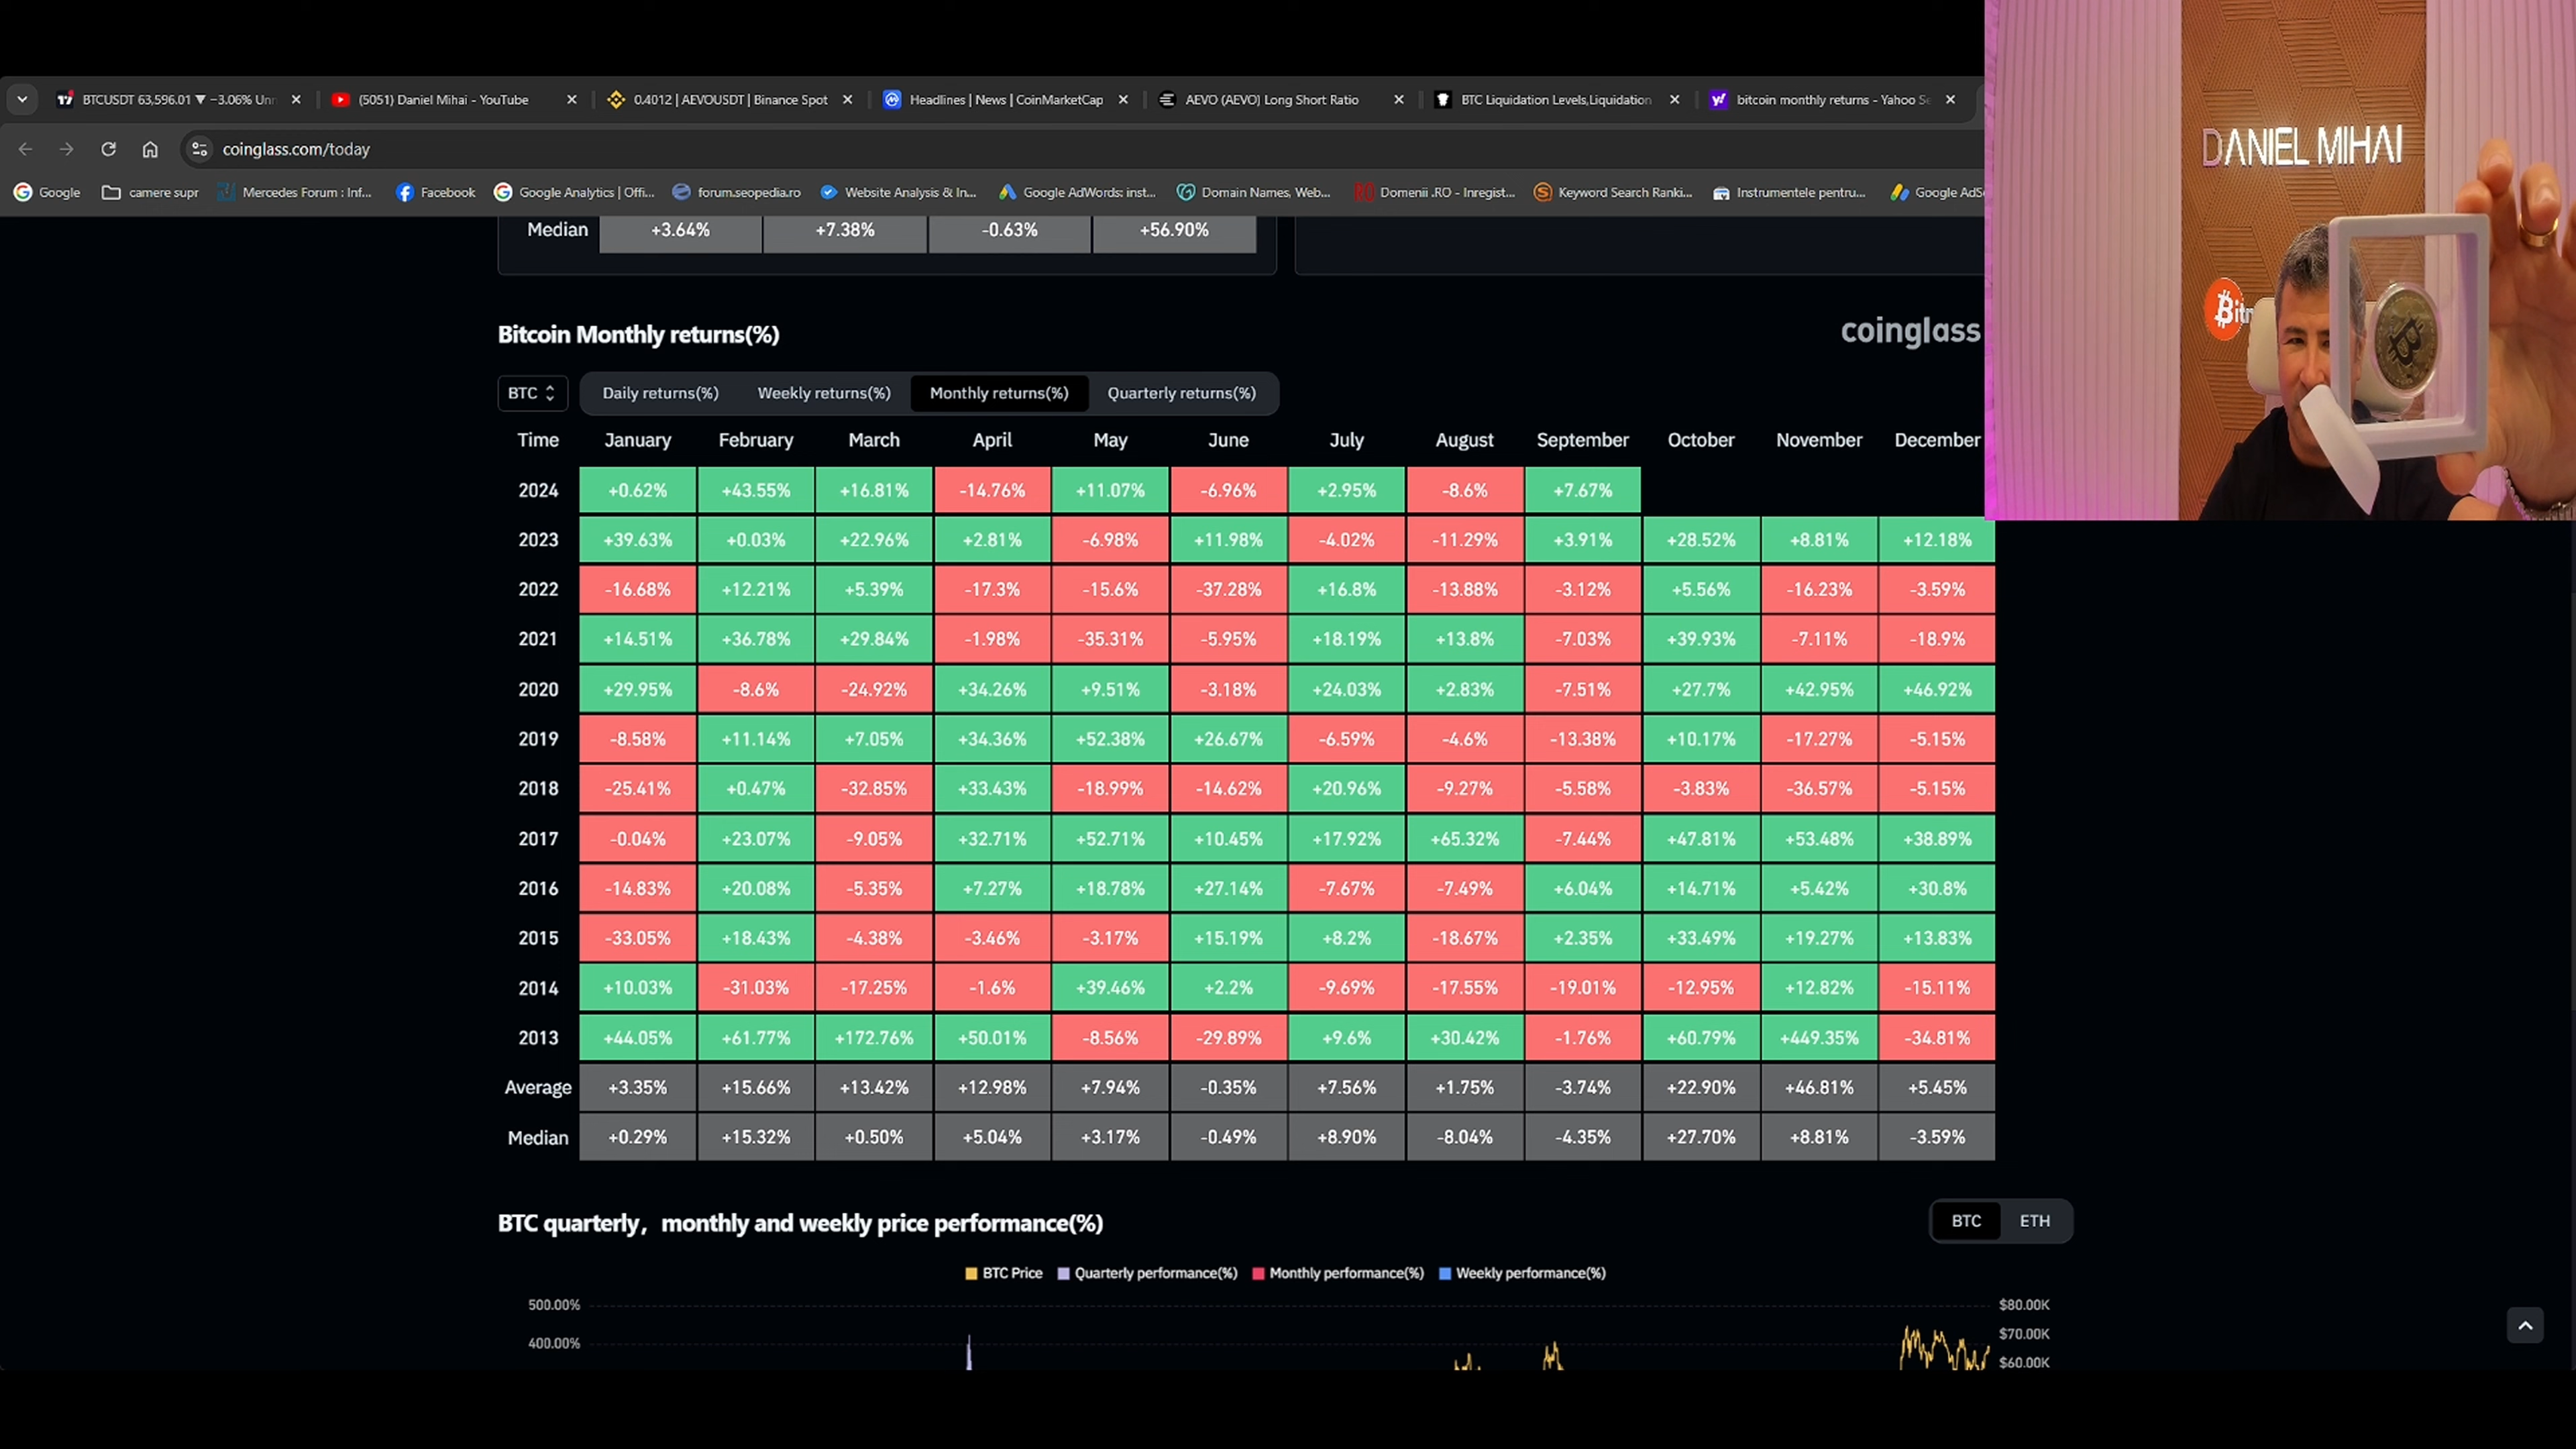 BTCUSDT 63,596.01 ▼ −3.06% Unn
(5051) Daniel Mihai - YouTube
0.4012 | AEVOUSDT | Binance Spot
Headlines | News | CoinMarketCap
AEVO (AEVO) Long Short Ratio
BTC Liquidation Levels,Liquidation
bitcoin monthly returns - Yahoo Se
coinglass.com/today
Google camere supr Mercedes Forum : Inf... Facebook Google Analytics | Offi... forum.seopedia.ro Website Analysis & In... Google AdWords: inst... Domain Names, Web... Domenii .RO - Inregist... Keyword Search Ranki... Instrumentele pentru... Google AdSe
DANIEL MIHAI
Median +3.64% +7.38% -0.63% +56.90%
Bitcoin Monthly returns(%)
coinglass
BTC Daily returns(%) Weekly returns(%) Monthly returns(%) Quarterly returns(%)
Time January February March April May June July August September October November December
2024 +0.62% +43.55% +16.81% -14.76% +11.07% -6.96% +2.95% -8.6% +7.67%
2023 +39.63% +0.03% +22.96% +2.81% -6.98% +11.98% -4.02% -11.29% +3.91% +28.52% +8.81% +12.18%
2022 -16.68% +12.21% +5.39% -17.3% -15.6% -37.28% +16.8% -13.88% -3.12% +5.56% -16.23% -3.59%
2021 +14.51% +36.78% +29.84% -1.98% -35.31% -5.95% +18.19% +13.8% -7.03% +39.93% -7.11% -18.9%
2020 +29.95% -8.6% -24.92% +34.26% +9.51% -3.18% +24.03% +2.83% -7.51% +27.7% +42.95% +46.92%
2019 -8.58% +11.14% +7.05% +34.36% +52.38% +26.67% -6.59% -4.6% -13.38% +10.17% -17.27% -5.15%
2018 -25.41% +0.47% -32.85% +33.43% -18.99% -14.62% +20.96% -9.27% -5.58% -3.83% -36.57% -5.15%
2017 -0.04% +23.07% -9.05% +32.71% +52.71% +10.45% +17.92% +65.32% -7.44% +47.81% +53.48% +38.89%
2016 -14.83% +20.08% -5.35% +7.27% +18.78% +27.14% -7.67% -7.49% +6.04% +14.71% +5.42% +30.8%
2015 -33.05% +18.43% -4.38% -3.46% -3.17% +15.19% +8.2% -18.67% +2.35% +33.49% +19.27% +13.83%
2014 +10.03% -31.03% -17.25% -1.6% +39.46% +2.2% -9.69% -17.55% -19.01% -12.95% +12.82% -15.11%
2013 +44.05% +61.77% +172.76% +50.01% -8.56% -29.89% +9.6% +30.42% -1.76% +60.79% +449.35% -34.81%
Average +3.35% +15.66% +13.42% +12.98% +7.94% -0.35% +7.56% +1.75% -3.74% +22.90% +46.81% +5.45%
Median +0.29% +15.32% +0.50% +5.04% +3.17% -0.49% +8.90% -8.04% -4.35% +27.70% +8.81% -3.59%
BTC quarterly，monthly and weekly price performance(%)
BTC ETH
BTC Price Quarterly performance(%) Monthly performance(%) Weekly performance(%)
500.00% $80.00K
400.00% $70.00K
$60.00K